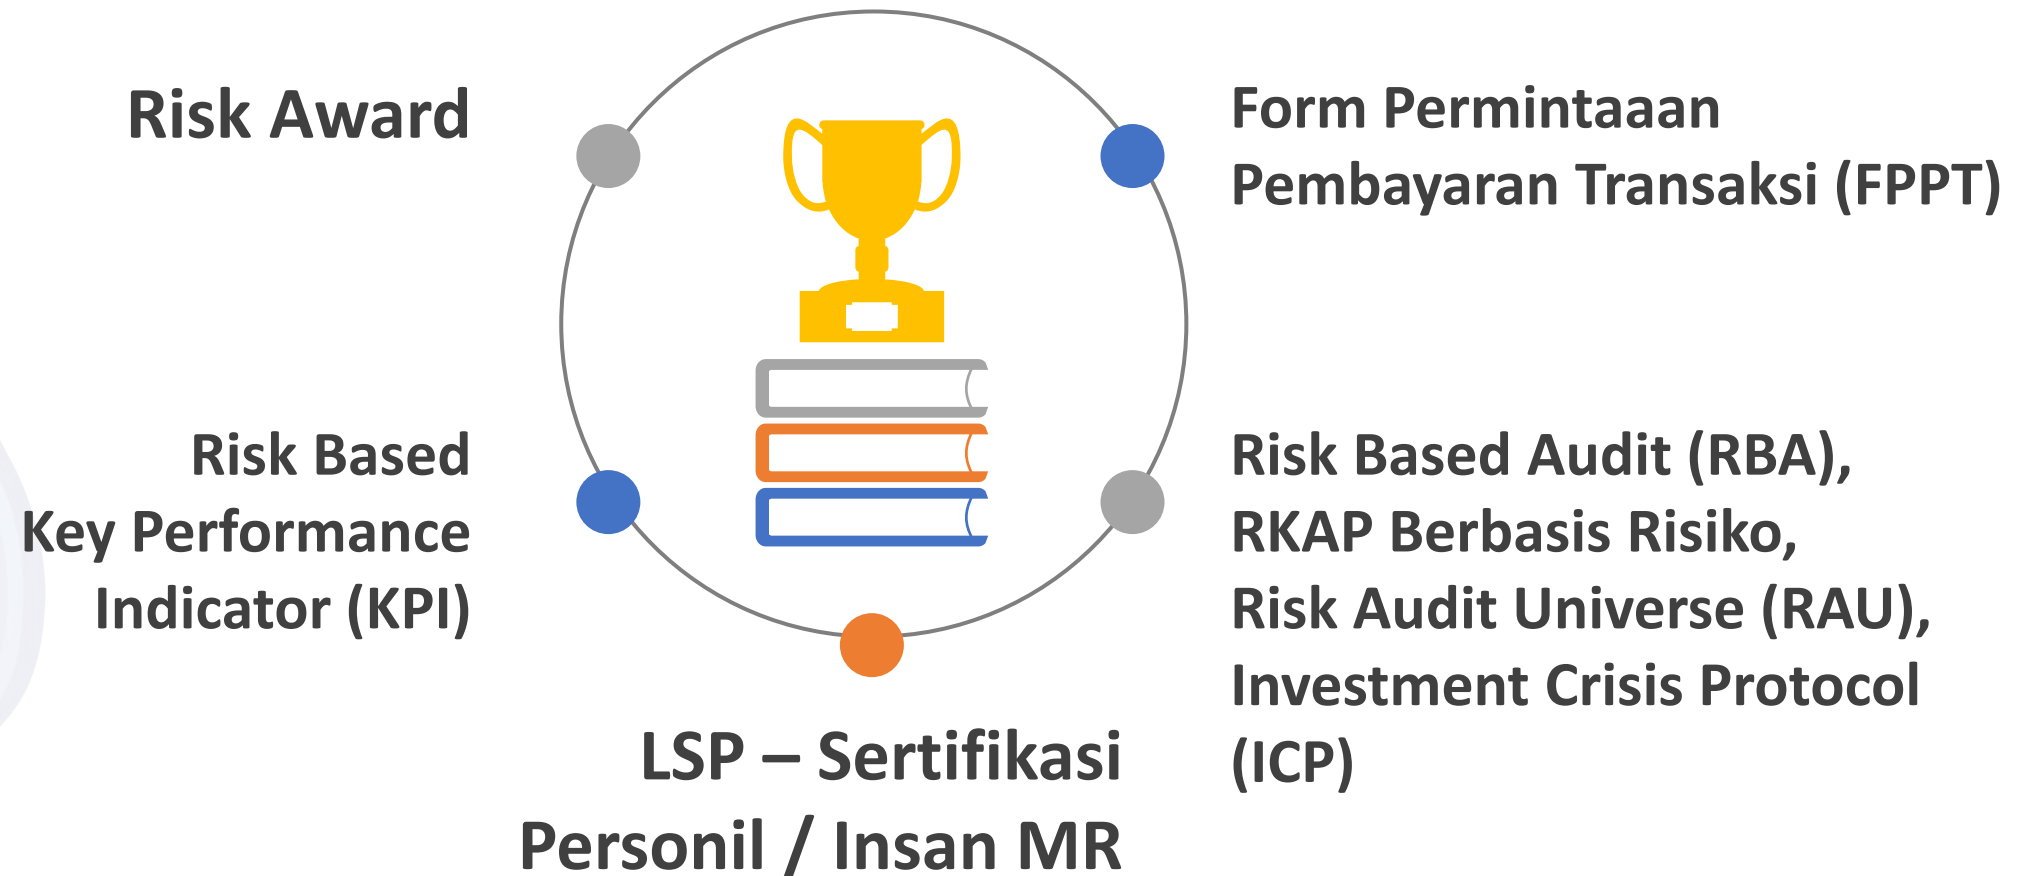 Risk Award
Form Permintaaan
Pembayaran Transaksi (FPPT)
Risk Based
Key Performance
Indicator (KPI)
Risk Based Audit (RBA),
RKAP Berbasis Risiko,
Risk Audit Universe (RAU),
Investment Crisis Protocol
(ICP)
LSP – Sertifikasi
Personil / Insan MR